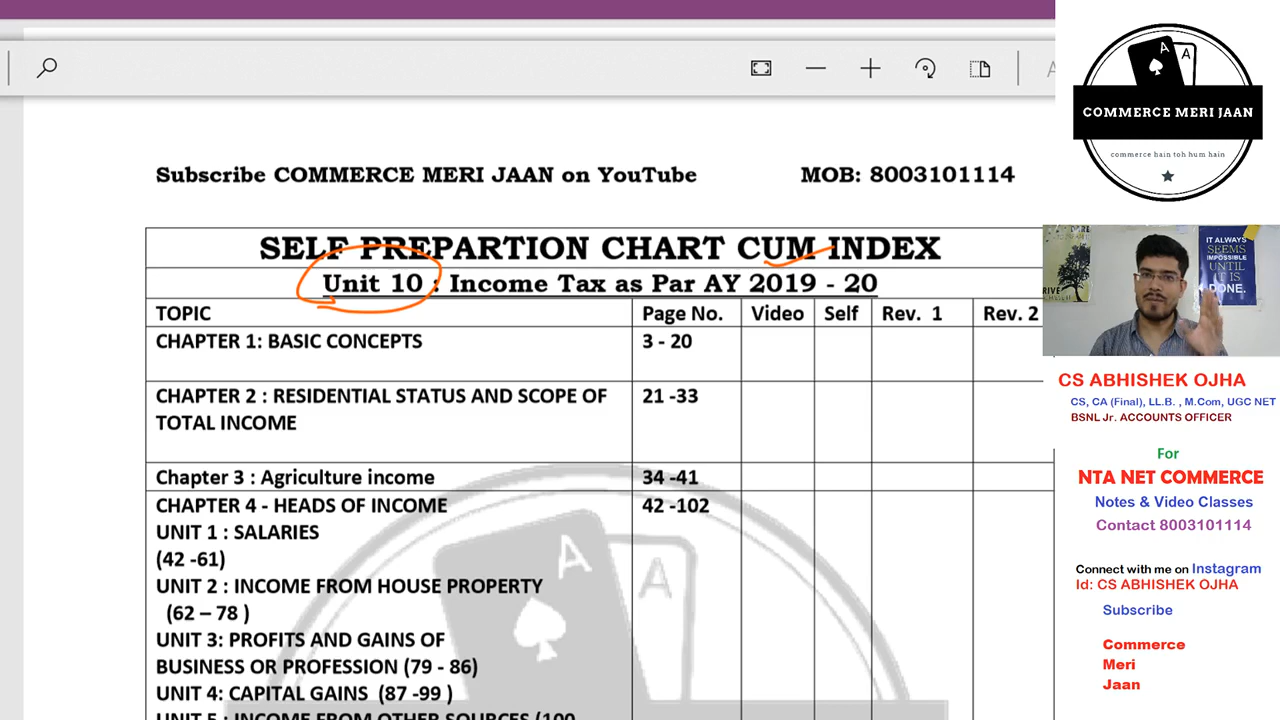 Subscribe COMMERCE MERI JAAN on YouTube MOB: 8003101114
SELF PREPARTION CHART CUM INDEX
Unit 10 : Income Tax as Par AY 2019 - 20
TOPIC Page No. Video Self Rev. 1 Rev. 2
CHAPTER 1: BASIC CONCEPTS 3 - 20
CHAPTER 2 : RESIDENTIAL STATUS AND SCOPE OF TOTAL INCOME 21 -33
Chapter 3 : Agriculture income 34 -41
CHAPTER 4 - HEADS OF INCOME 42 -102
UNIT 1 : SALARIES
(42 -61)
UNIT 2 : INCOME FROM HOUSE PROPERTY
(62 – 78 )
UNIT 3: PROFITS AND GAINS OF
BUSINESS OR PROFESSION (79 - 86)
UNIT 4: CAPITAL GAINS (87 -99 )
UNIT 5 : INCOME FROM OTHER SOURCES (100
A
A
A
A
COMMERCE MERI JAAN
commerce hain toh hum hain
IT ALWAYS
SEEMS
IMPOSSIBLE
UNTIL
IT IS
DONE.
CS ABHISHEK OJHA
CS, CA (Final), LL.B. , M.Com, UGC NET
BSNL Jr. ACCOUNTS OFFICER
For
NTA NET COMMERCE
Notes & Video Classes
Contact 8003101114
Connect with me on Instagram
Id: CS ABHISHEK OJHA
Subscribe
Commerce
Meri
Jaan